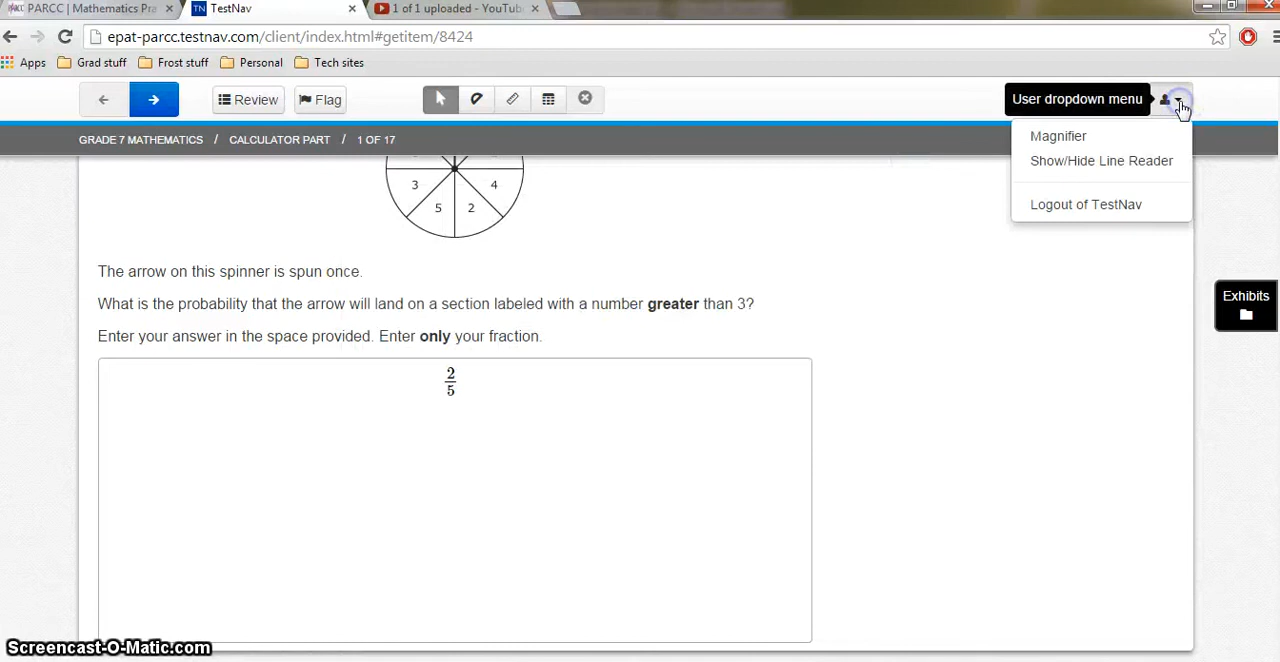 PARCC | Mathematics Pra
TestNav
1 of 1 uploaded - YouTub
epat-parcc.testnav.com/client/index.html#getitem/8424
Apps Grad stuff Frost stuff Personal Tech sites
Review Flag
User dropdown menu
Magnifier
Show/Hide Line Reader
Logout of TestNav
GRADE 7 MATHEMATICS / CALCULATOR PART / 1 OF 17
3 4
5 2
The arrow on this spinner is spun once.
What is the probability that the arrow will land on a section labeled with a number greater than 3?
Enter your answer in the space provided. Enter only your fraction.
2
5
Exhibits
Screencast-O-Matic.com